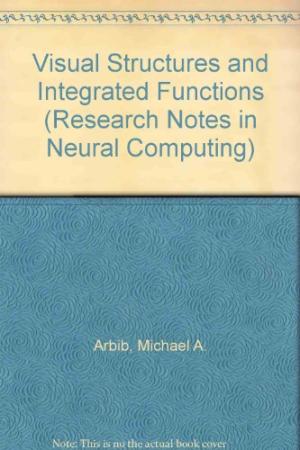 Visual Structures and
Integrated Functions
(Research Notes in
Neural Computing)
Arbib, Michael A.
Note: This is no the actual book cover